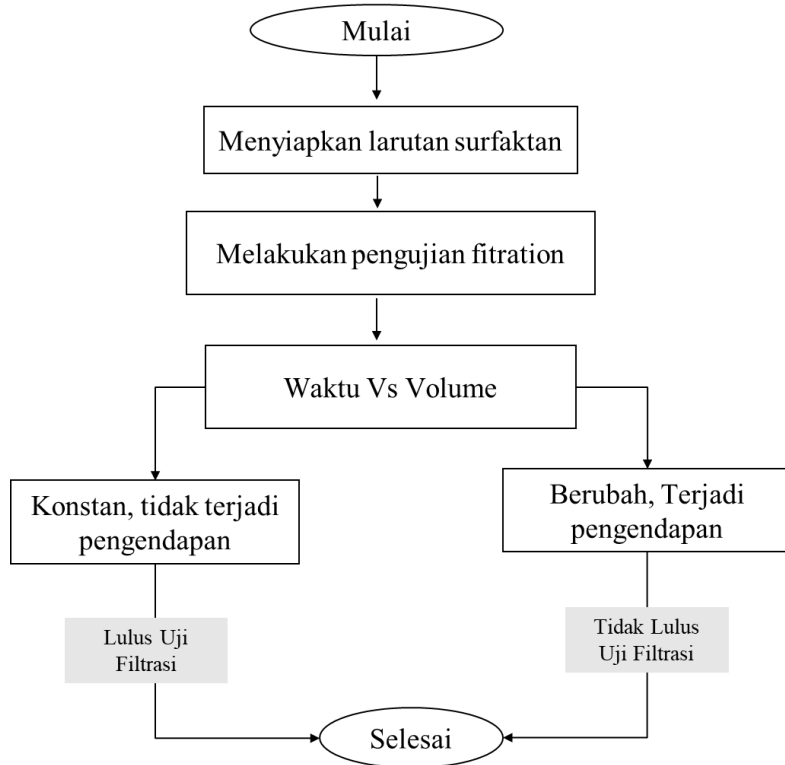 Mulai
Menyiapkan larutan surfaktan
Melakukan pengujian fitration
Waktu Vs Volume
Konstan, tidak terjadi
pengendapan
Berubah, Terjadi
pengendapan
Lulus Uji
Filtrasi
Tidak Lulus
Uji Filtrasi
Selesai